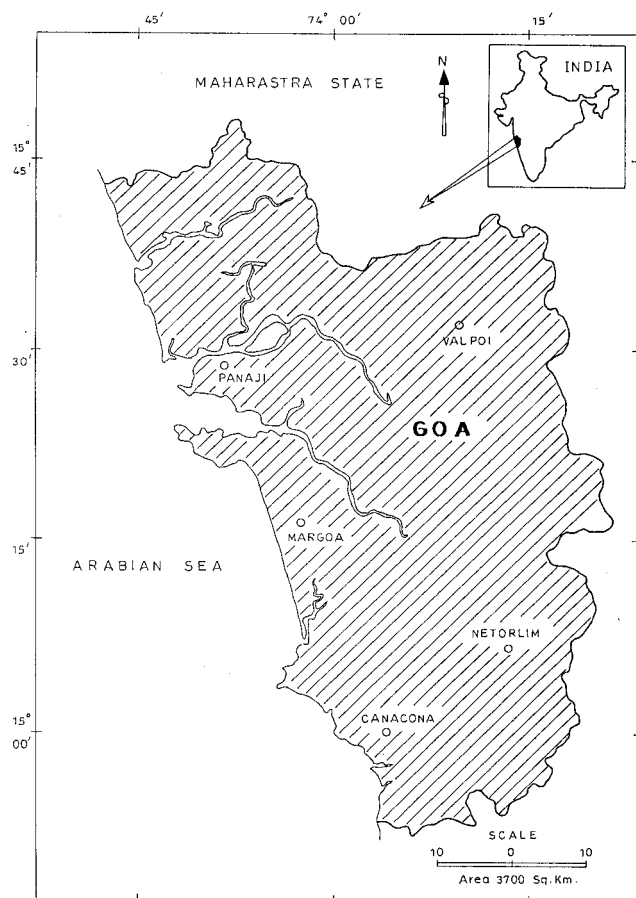 45′
74° 00′
15′
N
INDIA
MAHARASTRA STATE
15°
45′
VALPOI
30′
PANAJI
GOA
MARGOA
15′
ARABIAN SEA
NETORLIM
CANACONA
15°
00′
SCALE
10 0 10
Area 3700 Sq.Km.